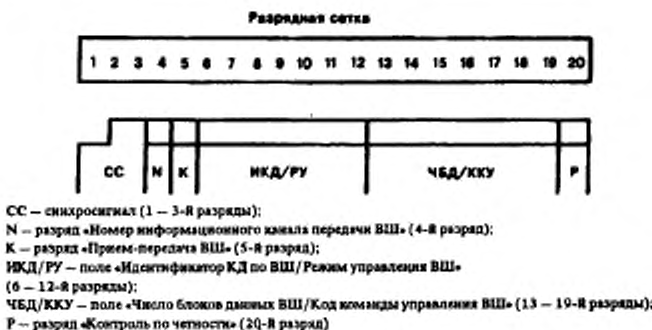 Разрядная сетка
1 2 3 4 5 6 7 8 9 10 11 12 13 14 15 16 17 18 19 20
СС N К ИКД/РУ ЧБД/ККУ Р
СС — синхросигнал (1 — 3-й разряды);
N — разряд «Номер информационного канала передачи ВШ» (4-й разряд);
К — разряд «Прием-передача ВШ» (5-й разряд);
ИКД/РУ — поле «Идентификатор КД по ВШ/Режим управления ВШ»
(6 — 12-й разряды);
ЧБД/ККУ — поле «Число блоков данных ВШ/Код команды управления ВШ» (13 — 19-й разряды);
Р — разряд «Контроль по четности» (20-й разряд)